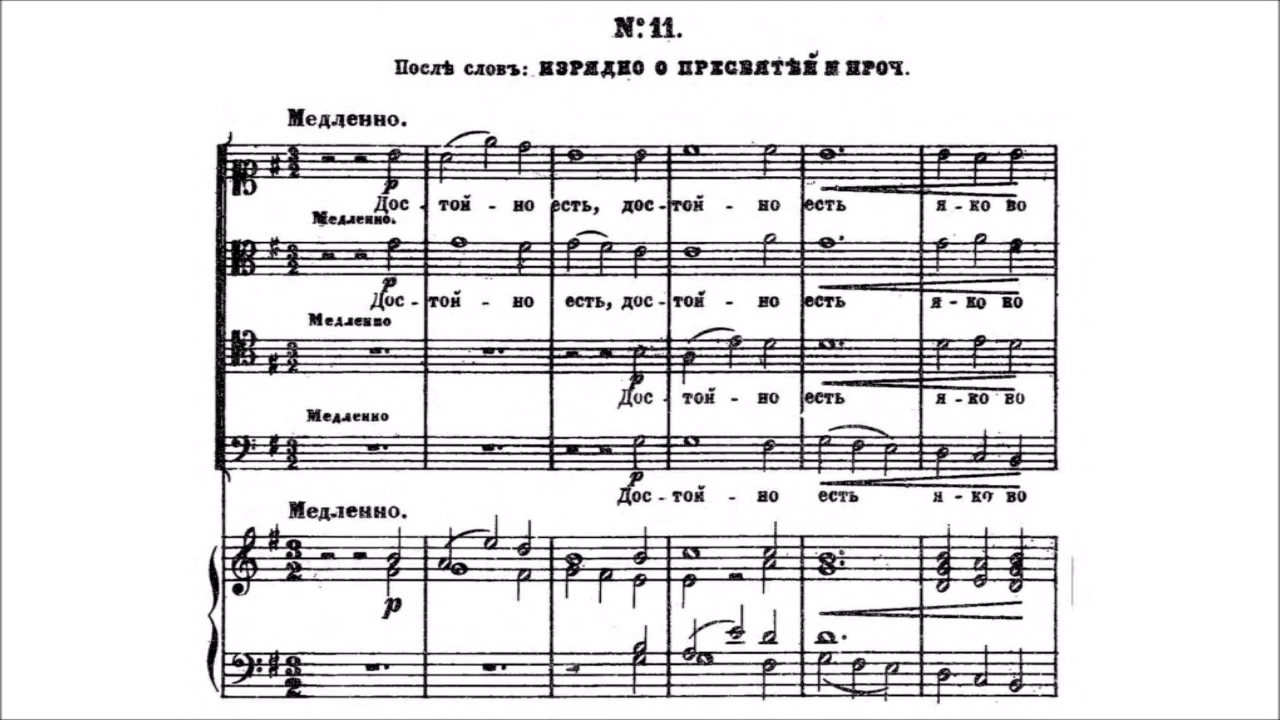 № 11.
Послѣ словъ: ИЗРЯДНО О ПРЕСВЯТѢЙ И ПРОЧ.
Медленно.
p
Дос - той - но есть, дос - той - но есть я - ко во
Медленно.
p
Дос - той - но есть, дос - той - но есть я - ко во
Медленно
p
Дос - той - но есть я - ко во
Медленно
p
Дос - той - но есть я - ко во
Медленно.
p